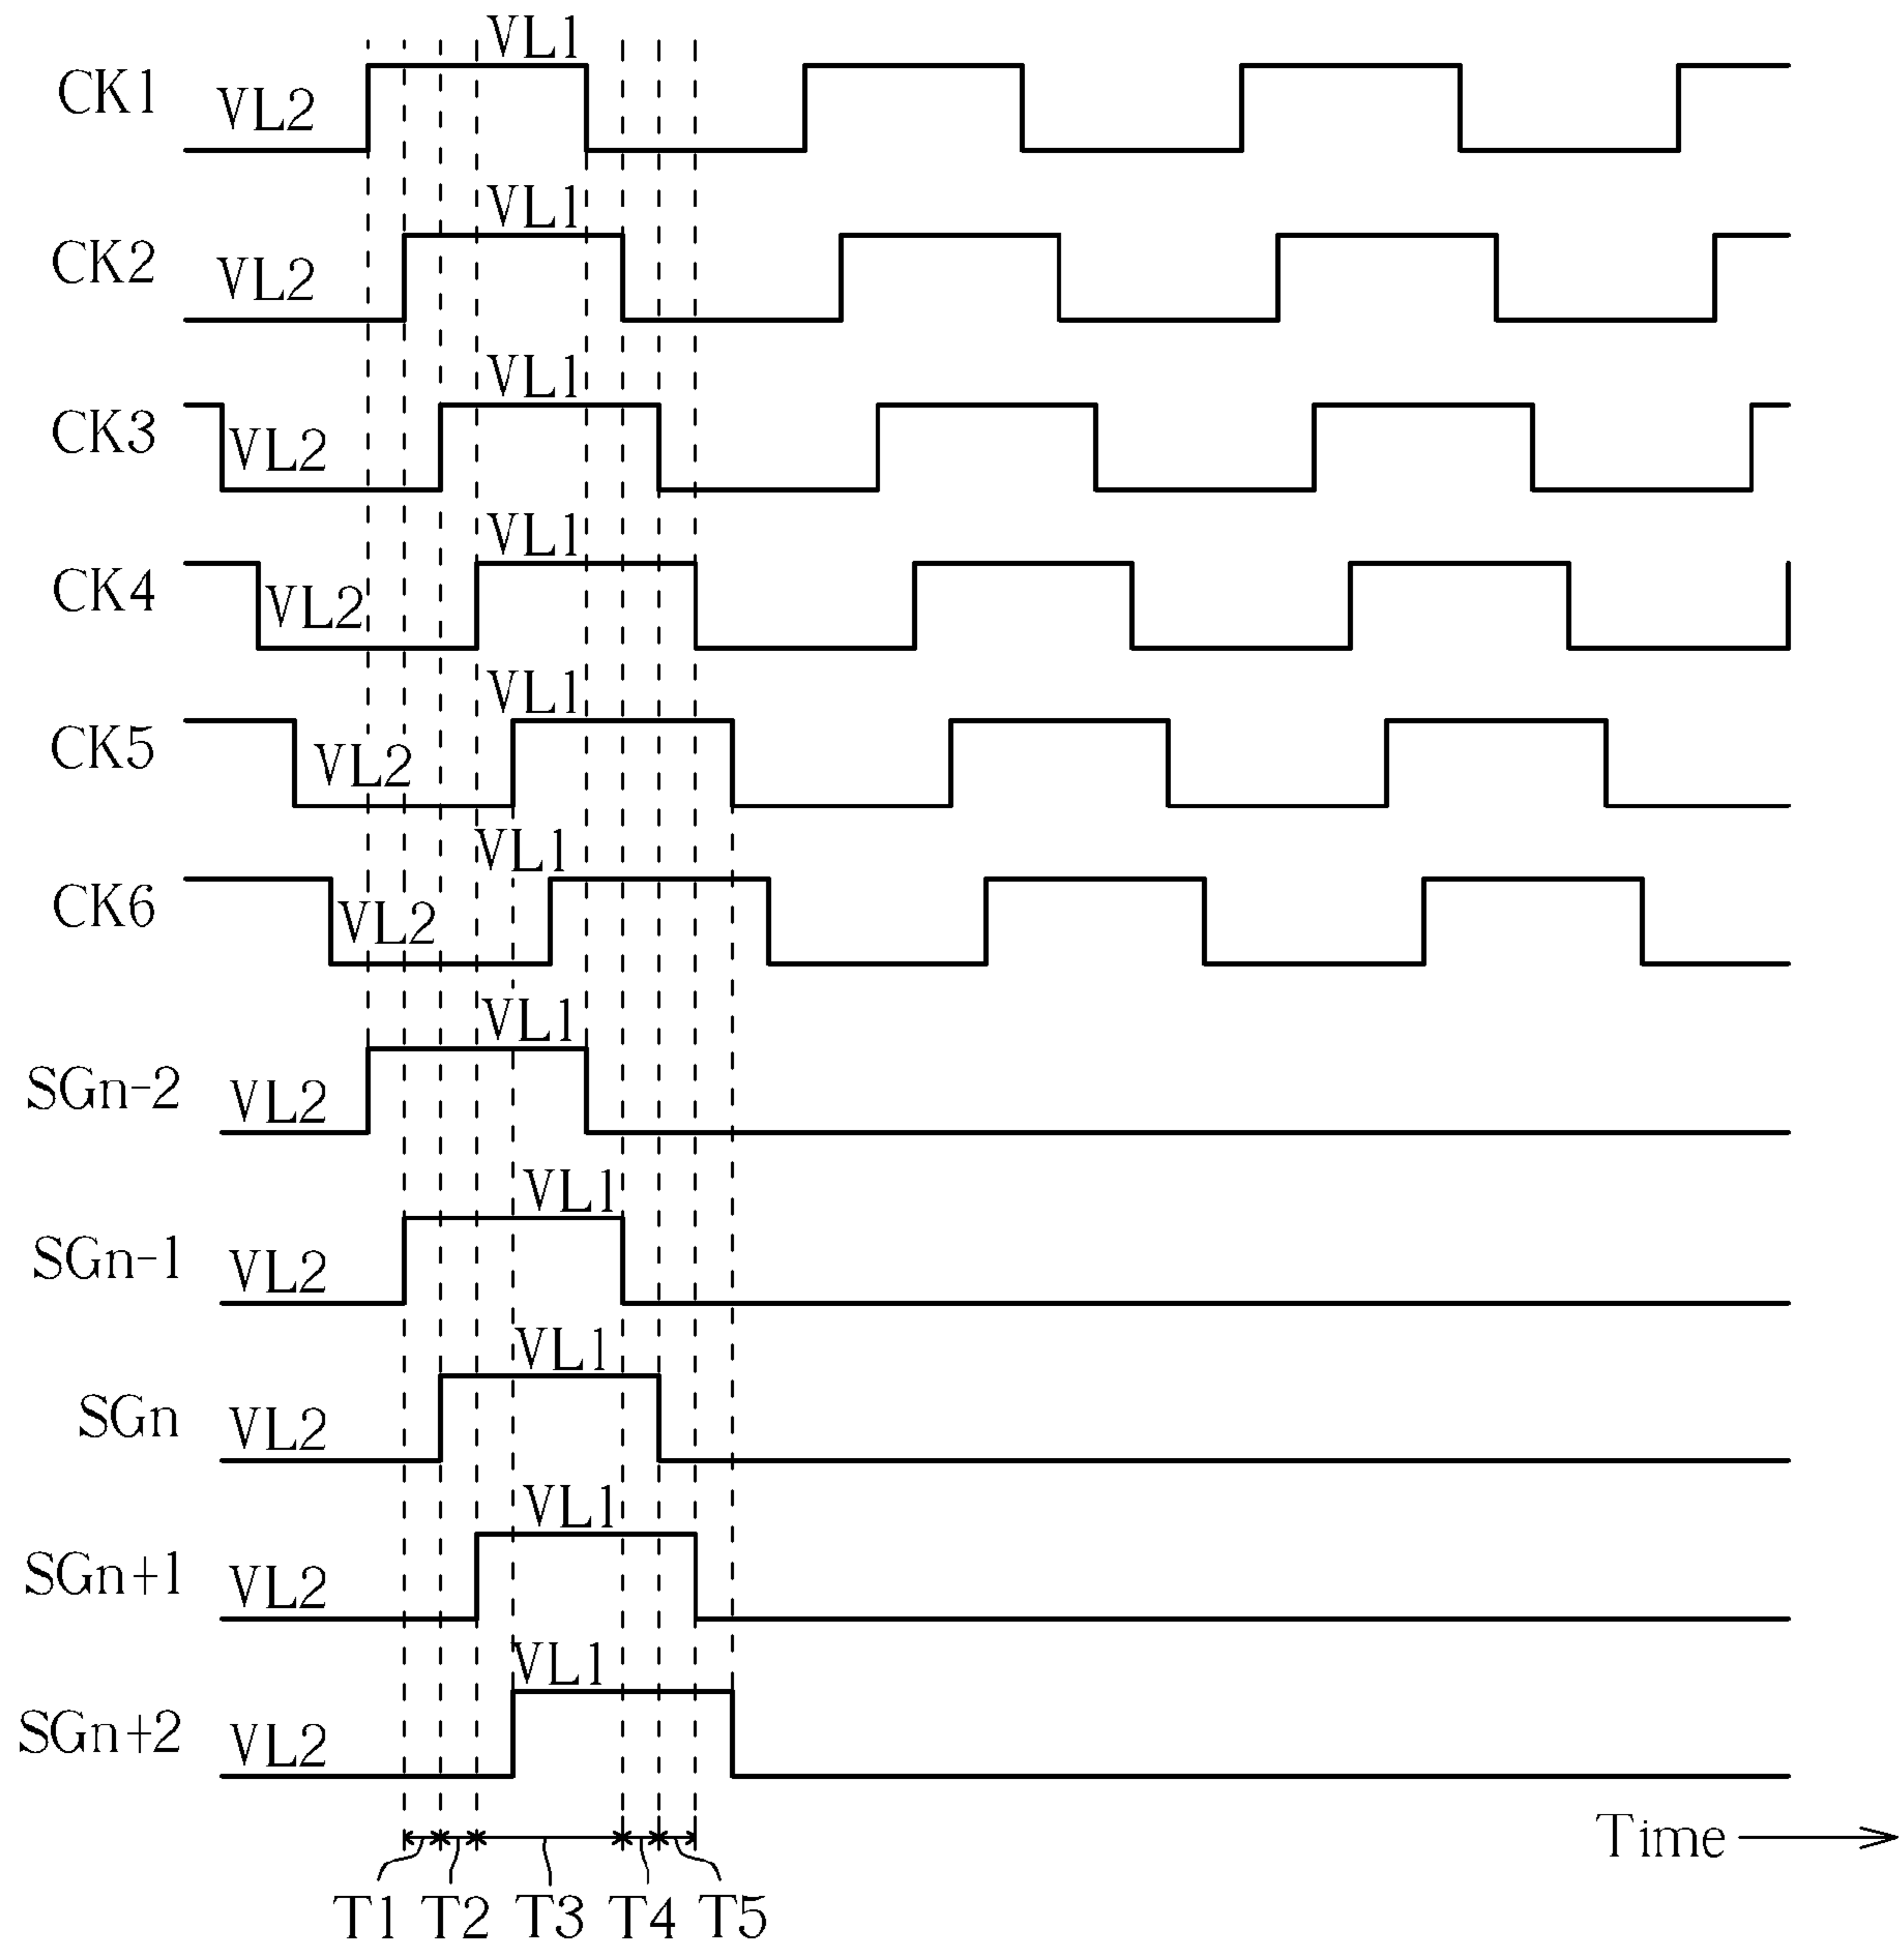 VL1
CK1 VL2
VL1
CK2 VL2
VL1
CK3 VL2
VL1
CK4 VL2
VL1
CK5 VL2
VL1
CK6 VL2
VL1
SGn-2 VL2
VL1
SGn-1 VL2
VL1
SGn VL2
VL1
SGn+1 VL2
VL1
SGn+2 VL2
Time
T1 T2 T3 T4 T5